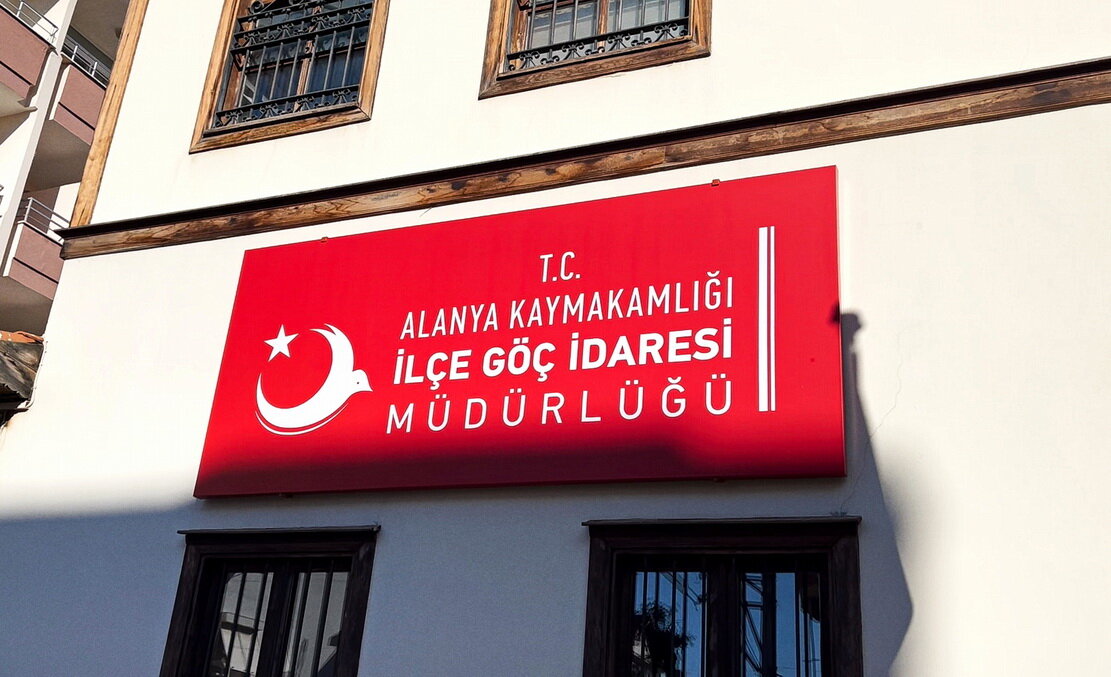 T.C.
ALANYA KAYMAKAMLIĞI
İLÇE GÖÇ İDARESİ
MÜDÜRLÜĞÜ